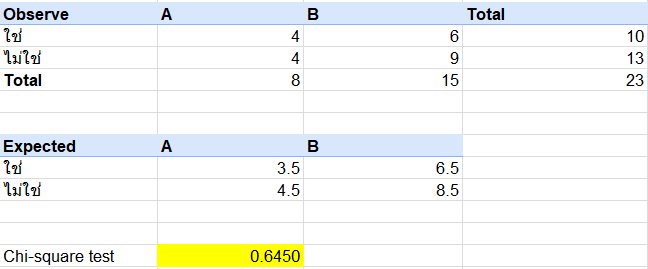 Observe A B Total
ใช่ 4 6 10
ไม่ใช่ 4 9 13
Total 8 15 23
Expected A B
ใช่ 3.5 6.5
ไม่ใช่ 4.5 8.5
Chi-square test 0.6450